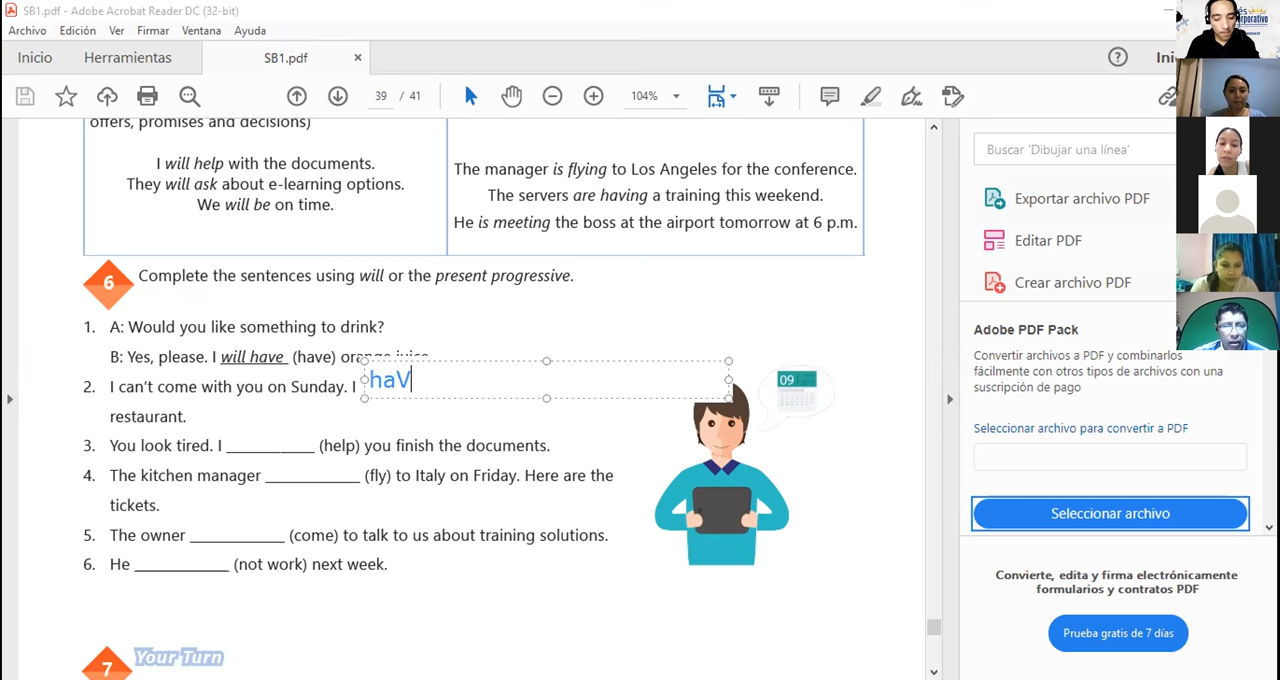 SB1.pdf - Adobe Acrobat Reader DC (32-bit)
Archivo Edición Ver Firmar Ventana Ayuda
Inicio Herramientas SB1.pdf ×
39 / 41 104%
offers, promises and decisions)
I will help with the documents.
They will ask about e-learning options.
We will be on time.
The manager is flying to Los Angeles for the conference.
The servers are having a training this weekend.
He is meeting the boss at the airport tomorrow at 6 p.m.
6 Complete the sentences using will or the present progressive.
1. A: Would you like something to drink?
B: Yes, please. I will have (have) orange juice
2. I can't come with you on Sunday. I haV
restaurant.
3. You look tired. I __________ (help) you finish the documents.
4. The kitchen manager ___________ (fly) to Italy on Friday. Here are the
tickets.
5. The owner ___________ (come) to talk to us about training solutions.
6. He ___________ (not work) next week.
09
7 Your Turn
Buscar 'Dibujar una línea'
Exportar archivo PDF
Editar PDF
Crear archivo PDF
Adobe PDF Pack
Convertir archivos a PDF y combinarlos
fácilmente con otros tipos de archivos con una
suscripción de pago
Seleccionar archivo para convertir a PDF
Seleccionar archivo
Convierte, edita y firma electrónicamente
formularios y contratos PDF
Prueba gratis de 7 días